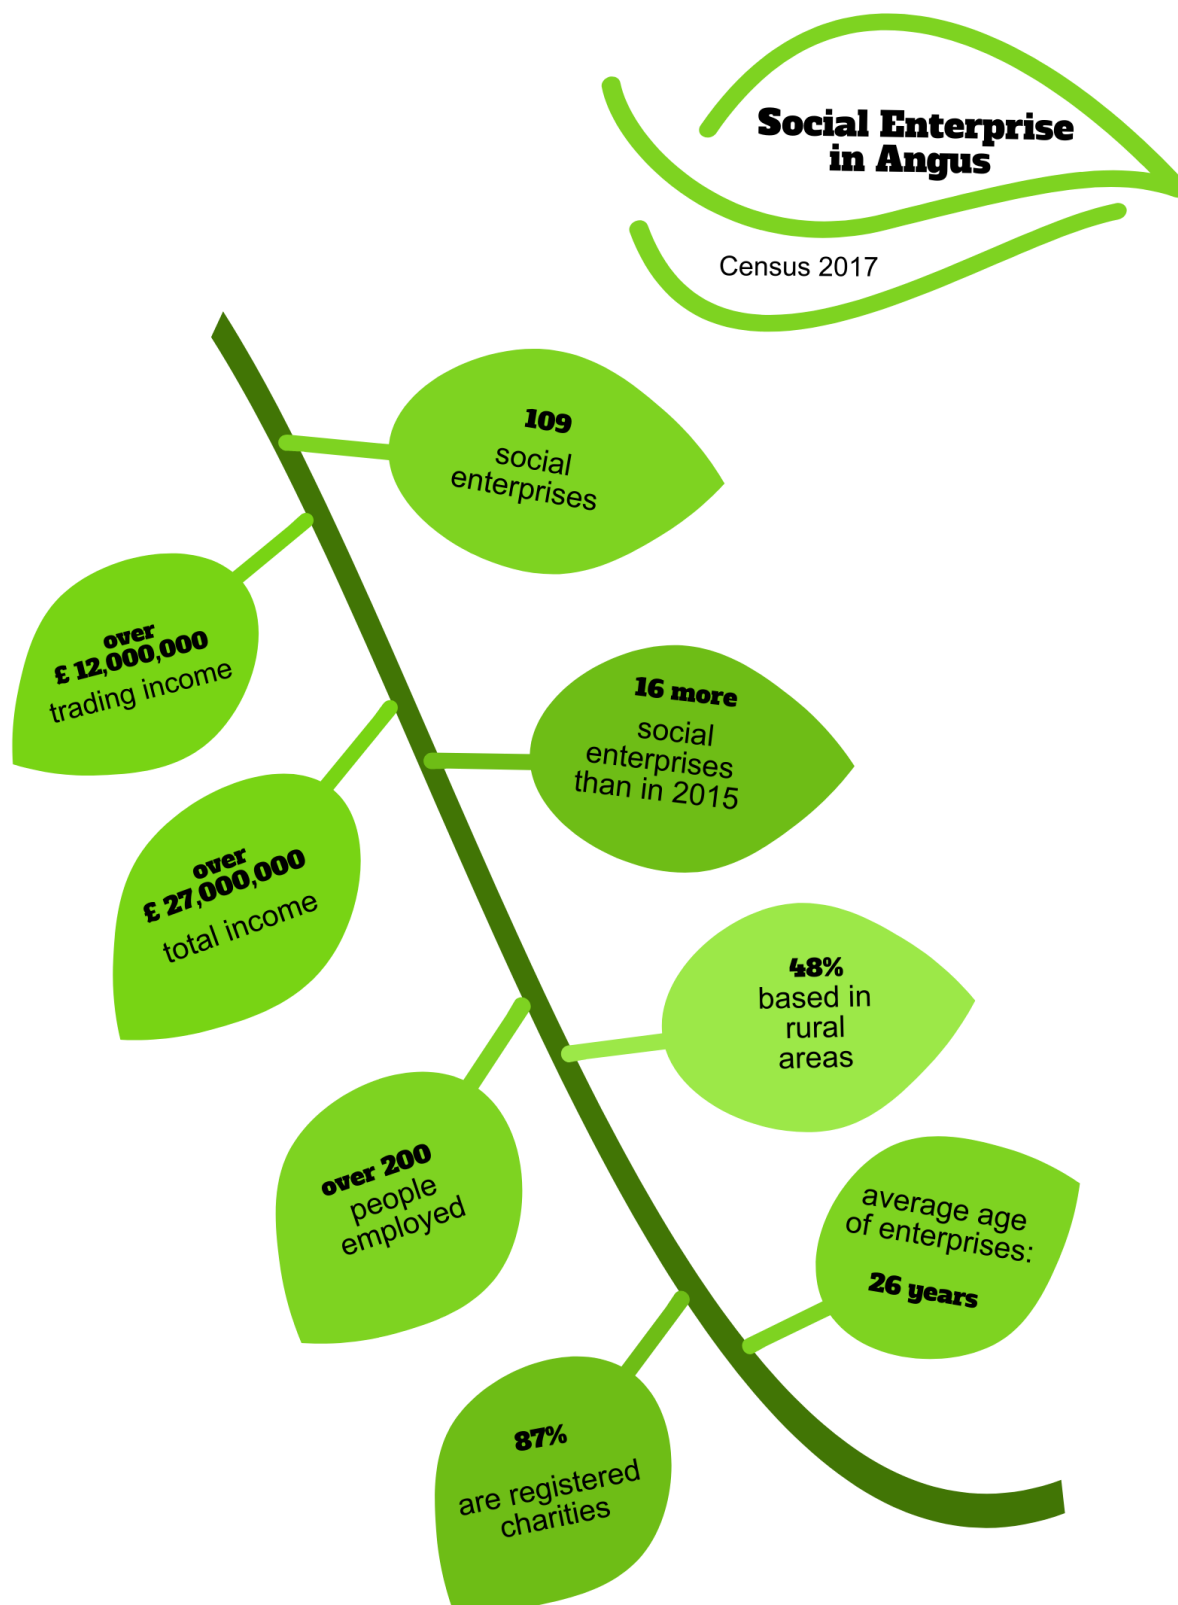 Social Enterprise
in Angus
Census 2017
109
social
enterprises
over
£ 12,000,000
trading income
16 more
social
enterprises
than in 2015
over
£ 27,000,000
total income
48%
based in
rural
areas
over 200
people
employed
average age
of enterprises:
26 years
87%
are registered
charities